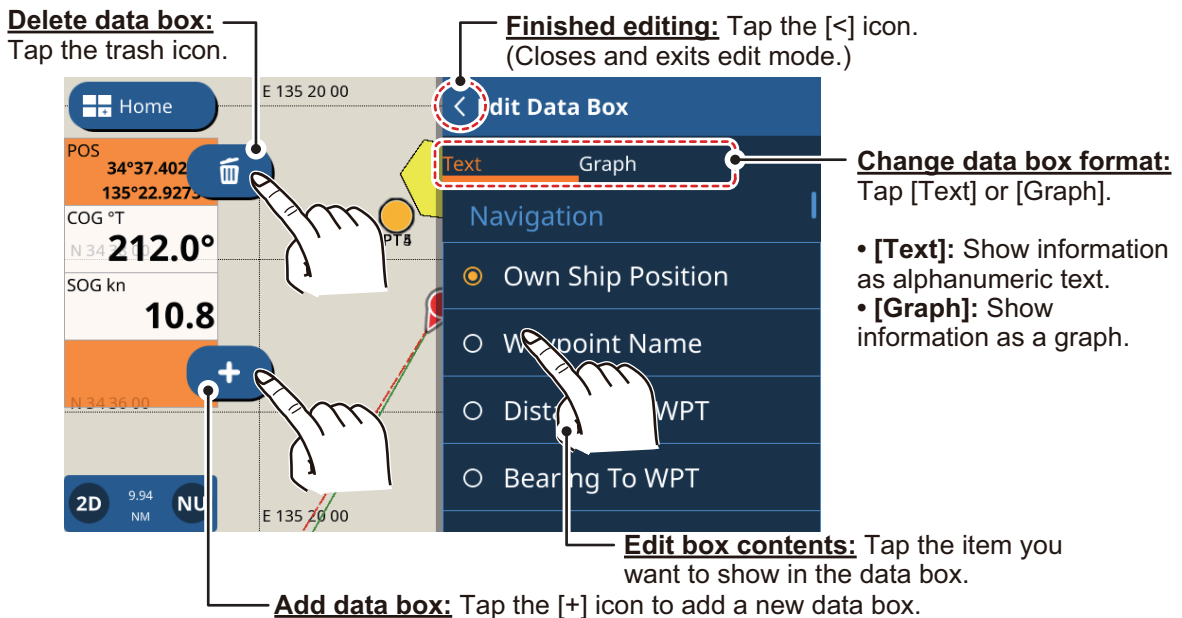 Delete data box:
Tap the trash icon.
Finished editing: Tap the [<] icon.
(Closes and exits edit mode.)
Home
E 135 20 00
POS
34°37.402
135°22.927
COG °T
212.0°
N 34
SOG kn
10.8
N 34 36 00
2D
9.94
NM
NU
E 135 20 00
Edit Data Box
Text Graph
Navigation
Own Ship Position
Waypoint Name
WPT
Bearing To WPT
Change data box format:
Tap [Text] or [Graph].
• [Text]: Show information
as alphanumeric text.
• [Graph]: Show
information as a graph.
Edit box contents: Tap the item you
want to show in the data box.
Add data box: Tap the [+] icon to add a new data box.